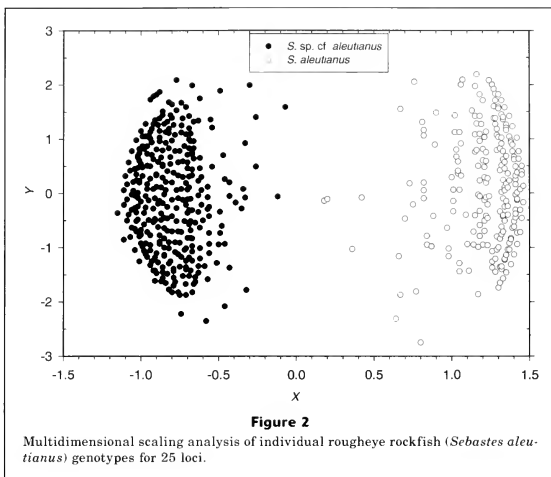 3
S. sp. cf aleutianus
S. aleutianus
2
1
Y
0
-1
-2
-3
-1.5 -1.0 -0.5 0.0 0.5 1.0 1.5
X
Figure 2
Multidimensional scaling analysis of individual rougheye rockfish (Sebastes aleu-
tianus) genotypes for 25 loci.